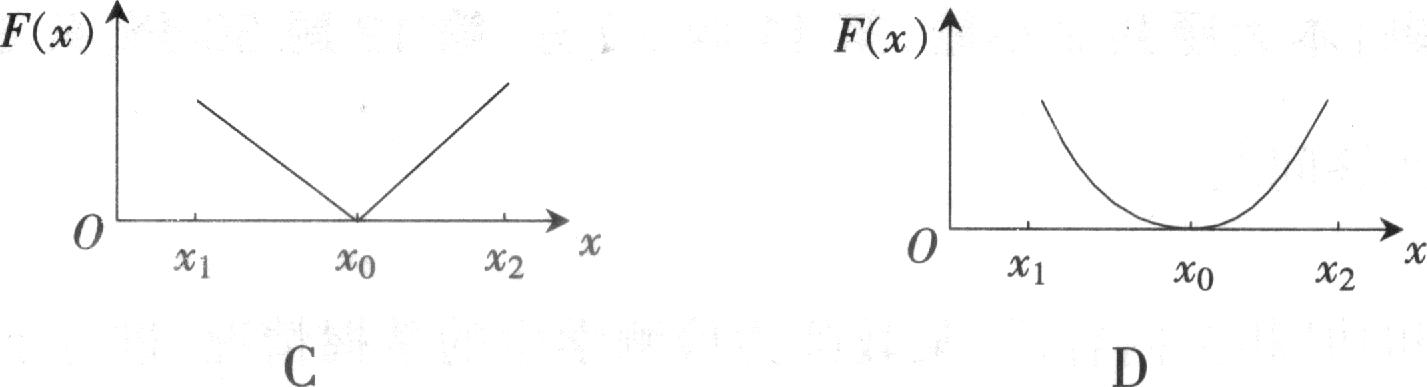 F(x)
O
x₁
x₀
x₂
x
C
F(x)
O
x₁
x₀
x₂
x
D